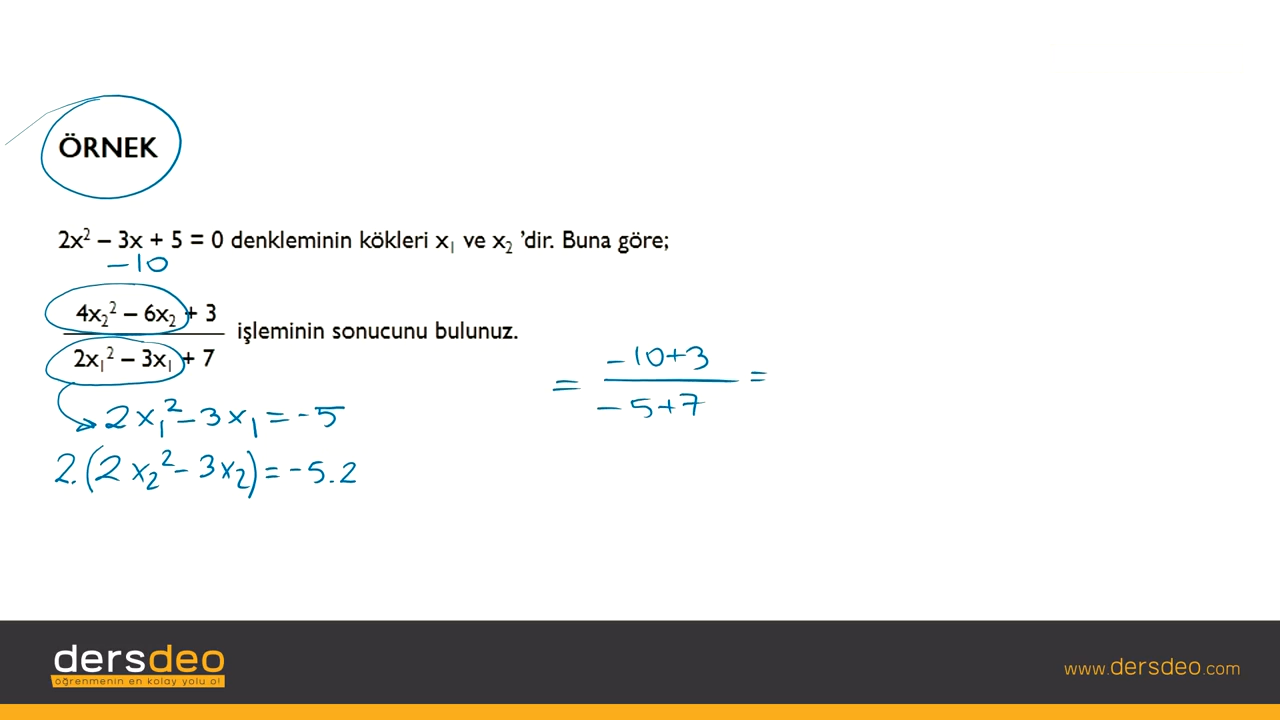 ÖRNEK
2x² – 3x + 5 = 0 denkleminin kökleri x₁ ve x₂ ’dir. Buna göre;
–10
4x₂² – 6x₂ + 3
işleminin sonucunu bulunuz.
2x₁² – 3x₁ + 7
–10+3
= =
–5+7
2x₁² – 3x₁ = –5
2.(2x₂² – 3x₂) = –5.2
dersdeo
öğrenmenin en kolay yolu o!
www.dersdeo.com